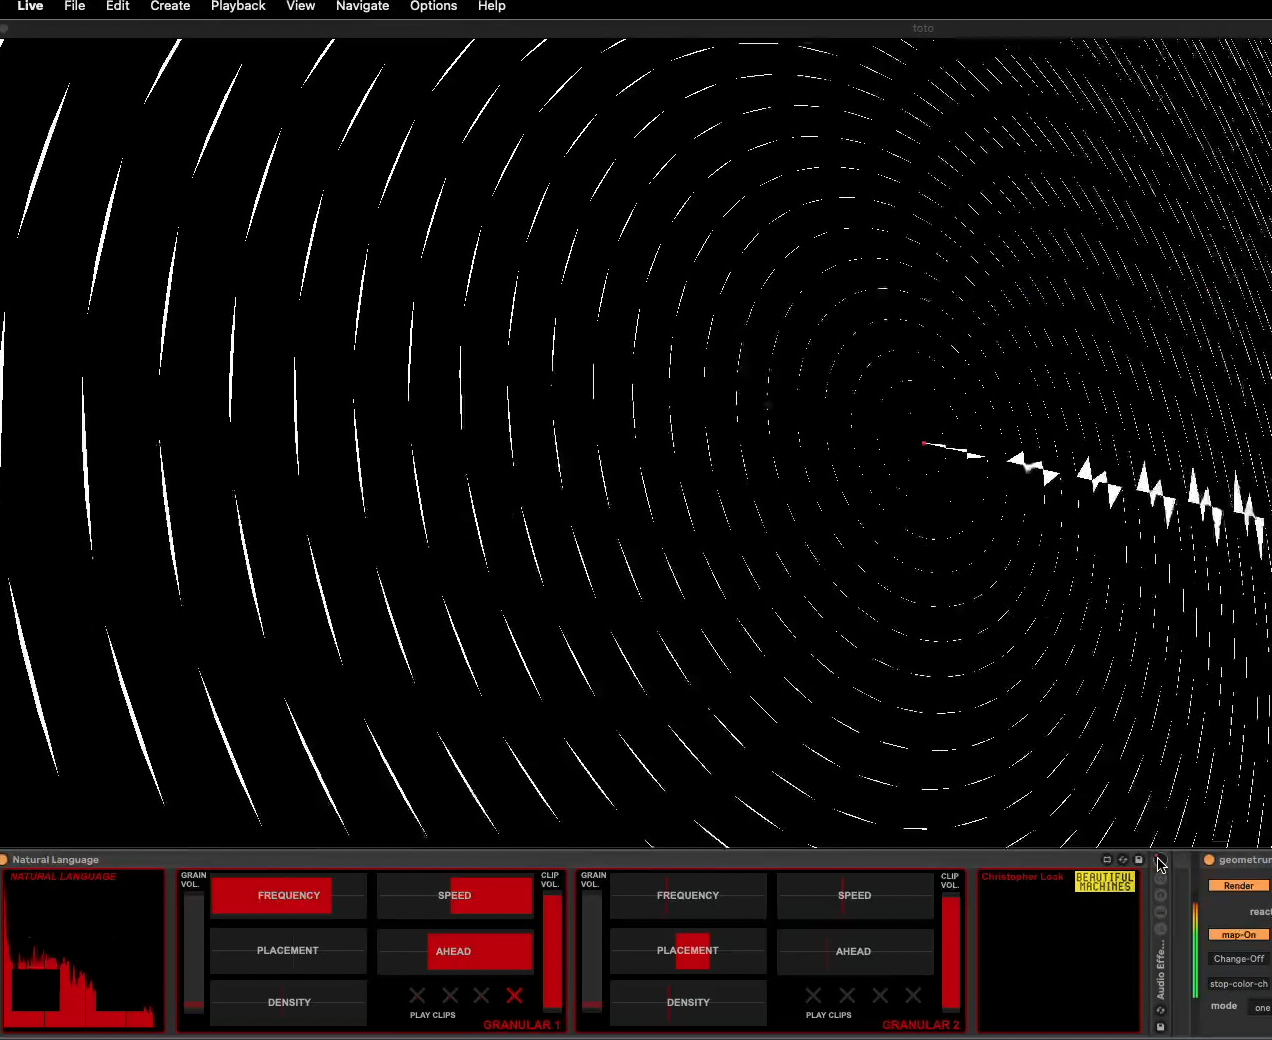 Live File Edit Create Playback View Navigate Options Help
toto
Natural Language
NATURAL LANGUAGE
GRAIN VOL.
FREQUENCY
SPEED
CLIP VOL.
PLACEMENT
AHEAD
DENSITY
PLAY CLIPS
GRANULAR 1
GRAIN VOL.
FREQUENCY
SPEED
CLIP VOL.
PLACEMENT
AHEAD
DENSITY
PLAY CLIPS
GRANULAR 2
Christopher Lock
BEAUTIFUL
MACHINES
Audio Effe...
geometrun
Render
react
map-On
Change-Off
stop-color-ch
mode one